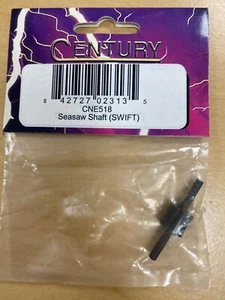 CENTURY
8 42727 02313 5
CNE518
Seasaw Shaft (SWIFT)